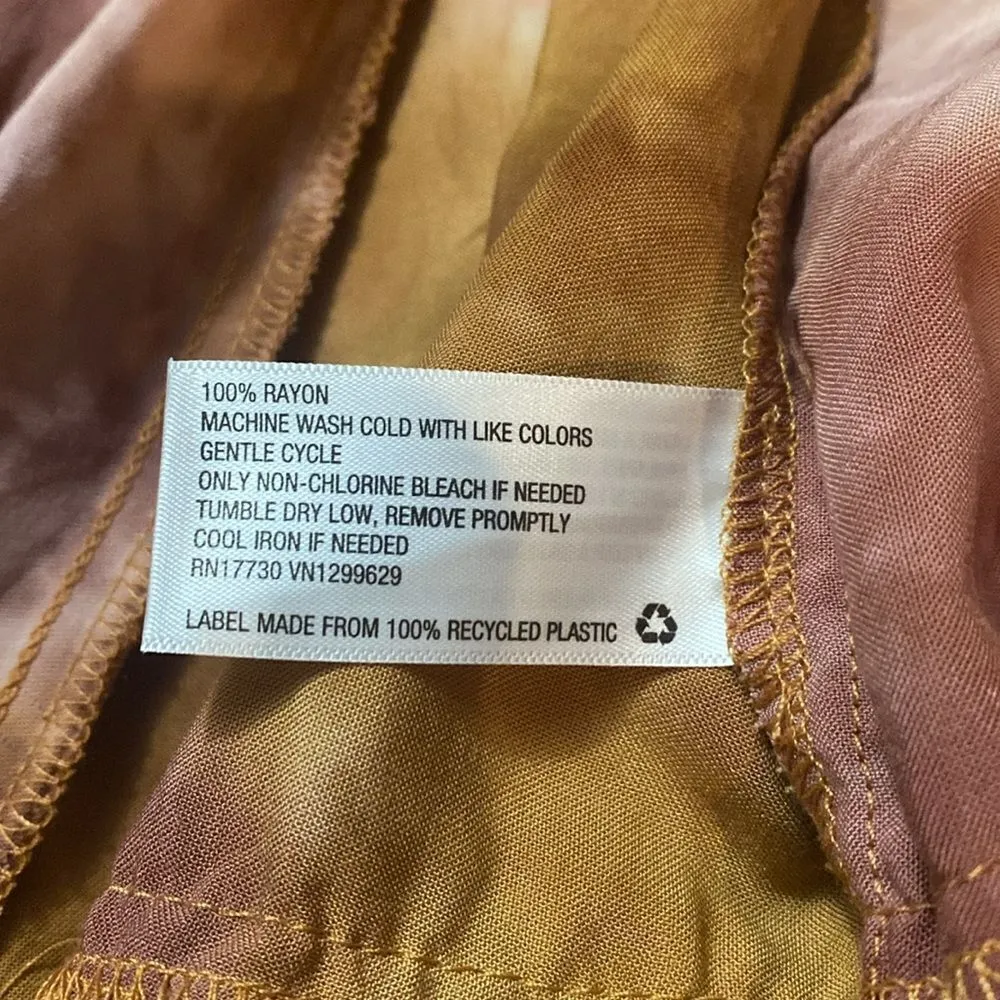 100% RAYON
MACHINE WASH COLD WITH LIKE COLORS
GENTLE CYCLE
ONLY NON-CHLORINE BLEACH IF NEEDED
TUMBLE DRY LOW, REMOVE PROMPTLY
COOL IRON IF NEEDED
RN17730 VN1299629
LABEL MADE FROM 100% RECYCLED PLASTIC